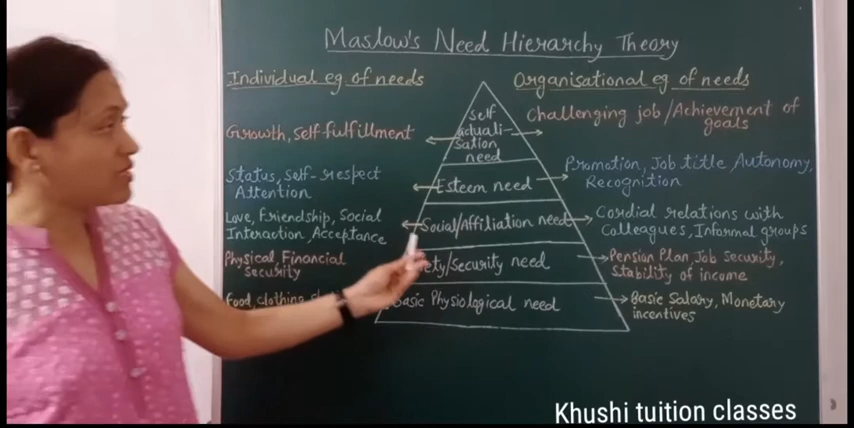 Maslow's Need Hierarchy Theory
Individual eg of needs
Organisational eg of needs
Self
actuali-
sation
need
Growth, Self fulfillment
Challenging job/Achievement of
goals
Esteem need
Status, Self-respect
Attention
Promotion, Job title Autonomy,
Recognition
Social/Affiliation need
Love, Friendship, Social
Interaction, Acceptance
Cordial relations with
Colleagues, Informal groups
/Security need
Physical, Financial
Security
Pension Plan, Job Security,
Stability of income
Basic Physiological need
Food, clothing
Basic Salary, Monetary
incentives
Khushi tuition classes